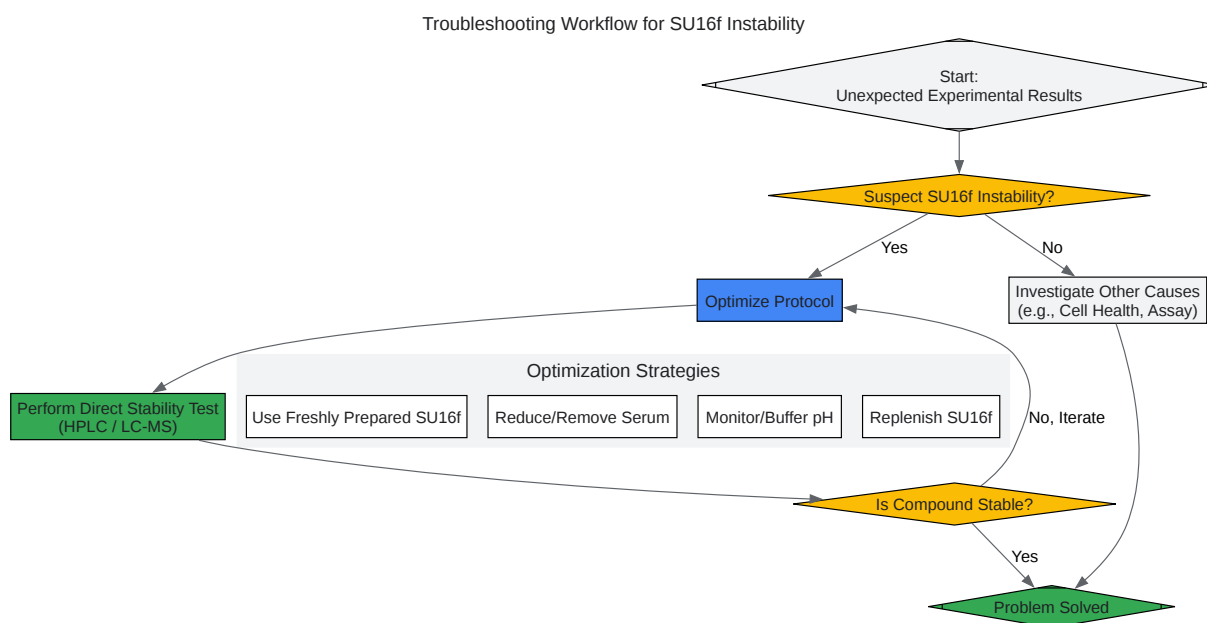 Troubleshooting Workflow for SU16f Instability
Start:
Unexpected Experimental Results
Suspect SU16f Instability?
Yes
No
Optimize Protocol
Investigate Other Causes
(e.g., Cell Health, Assay)
Optimization Strategies
Perform Direct Stability Test
(HPLC / LC-MS)
Use Freshly Prepared SU16f
Reduce/Remove Serum
Monitor/Buffer pH
Replenish SU16f
No, Iterate
Is Compound Stable?
Yes
Problem Solved